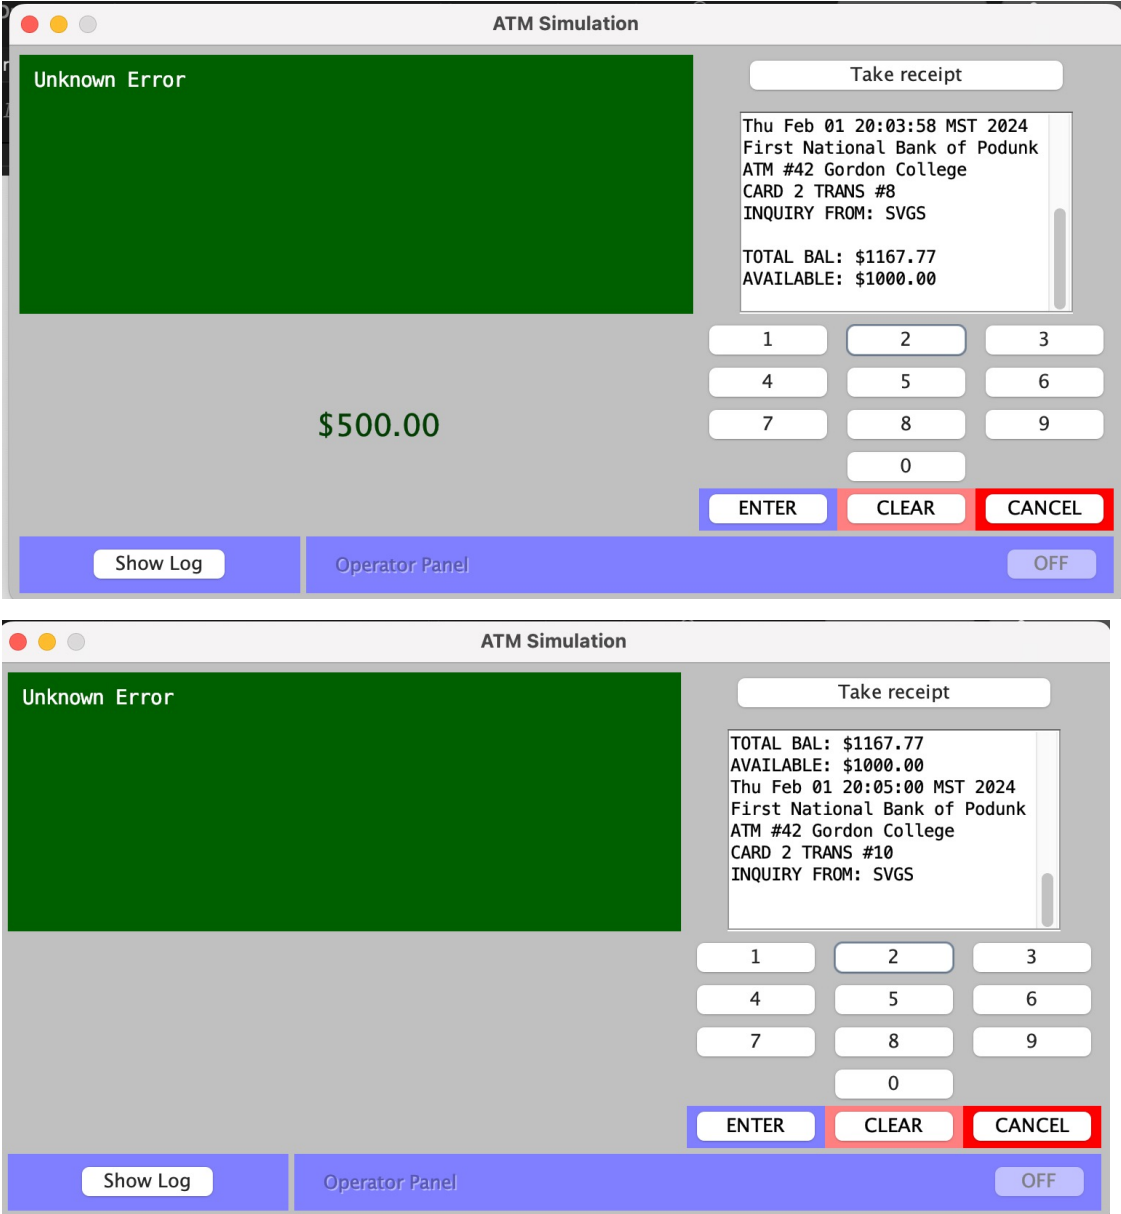 ATM Simulation
Unknown Error
Take receipt
Thu Feb 01 20:03:58 MST 2024
First National Bank of Podunk
ATM #42 Gordon College
CARD 2 TRANS #8
INQUIRY FROM: SVGS
TOTAL BAL: $1167.77
AVAILABLE: $1000.00
1 2 3
4 5 6
$500.00
7 8 9
0
ENTER CLEAR CANCEL
Show Log Operator Panel OFF
ATM Simulation
Unknown Error
Take receipt
TOTAL BAL: $1167.77
AVAILABLE: $1000.00
Thu Feb 01 20:05:00 MST 2024
First National Bank of Podunk
ATM #42 Gordon College
CARD 2 TRANS #10
INQUIRY FROM: SVGS
1 2 3
4 5 6
7 8 9
0
ENTER CLEAR CANCEL
Show Log Operator Panel OFF